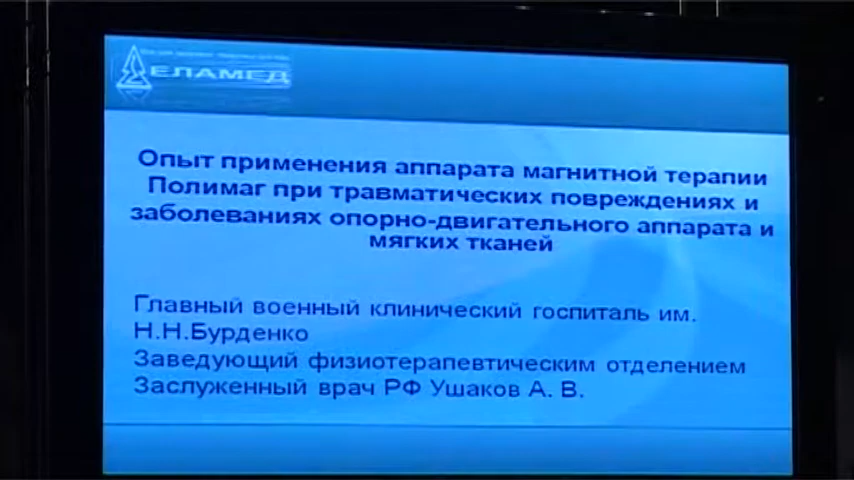 ЕЛАМЕД
Опыт применения аппарата магнитной терапии
Полимаг при травматических повреждениях и
заболеваниях опорно-двигательного аппарата и
мягких тканей
Главный военный клинический госпиталь им.
Н.Н.Бурденко
Заведующий физиотерапевтическим отделением
Заслуженный врач РФ Ушаков А. В.